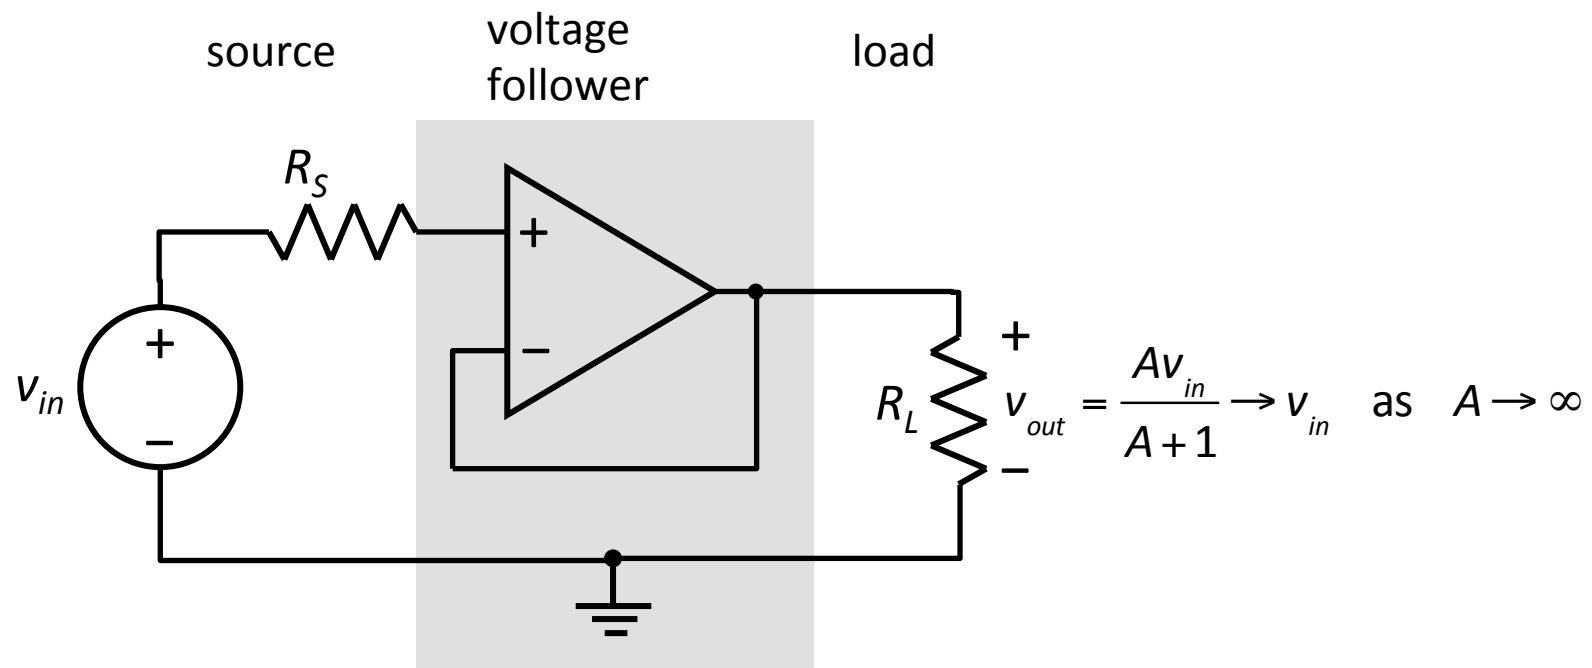 source
voltage
follower
load
R_S
+
−
+
−
v_in
R_L
+
v_out = Av_in / (A + 1) → v_in as A → ∞
−